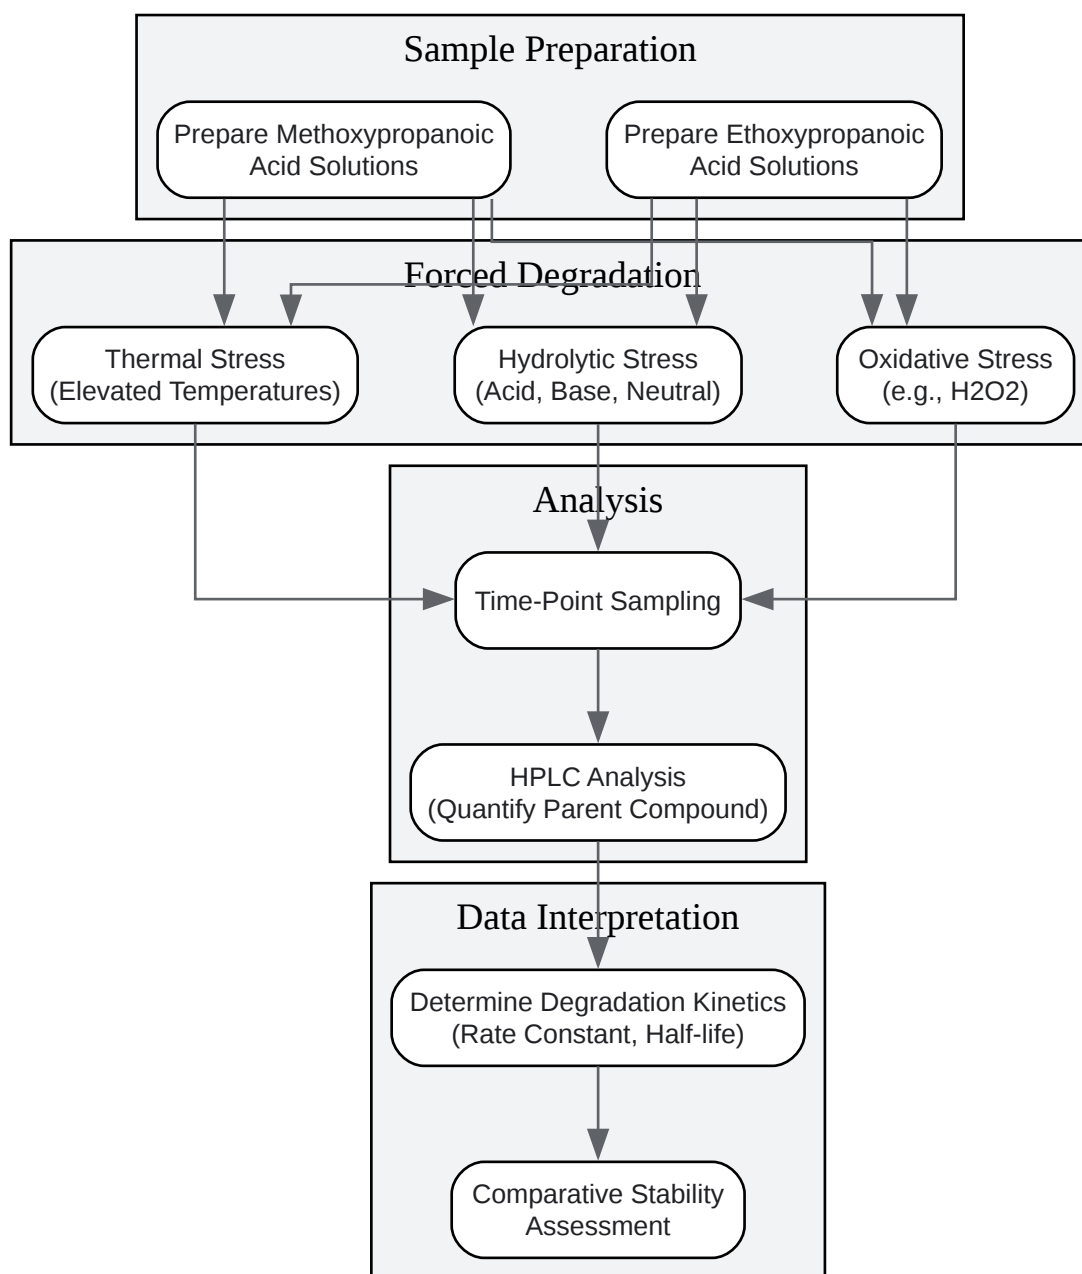 Sample Preparation
Prepare Methoxypropanoic
Acid Solutions
Prepare Ethoxypropanoic
Acid Solutions
Forced Degradation
Thermal Stress
(Elevated Temperatures)
Hydrolytic Stress
(Acid, Base, Neutral)
Oxidative Stress
(e.g., H2O2)
Analysis
Time-Point Sampling
HPLC Analysis
(Quantify Parent Compound)
Data Interpretation
Determine Degradation Kinetics
(Rate Constant, Half-life)
Comparative Stability
Assessment